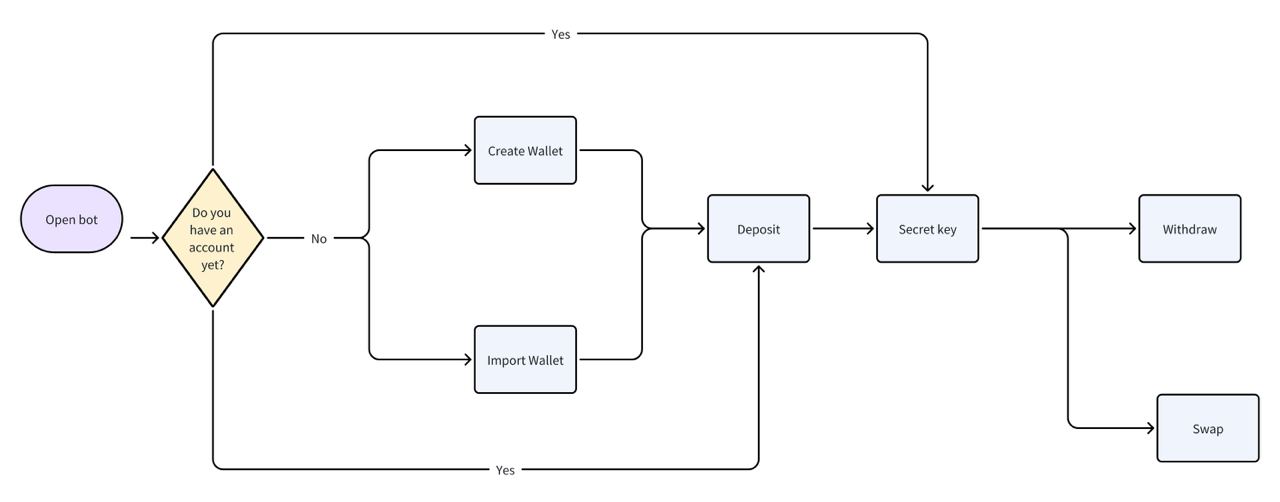 Yes
Create Wallet
Open bot
Do you
have an
account
yet?
No
Deposit
Secret key
Withdraw
Import Wallet
Swap
Yes